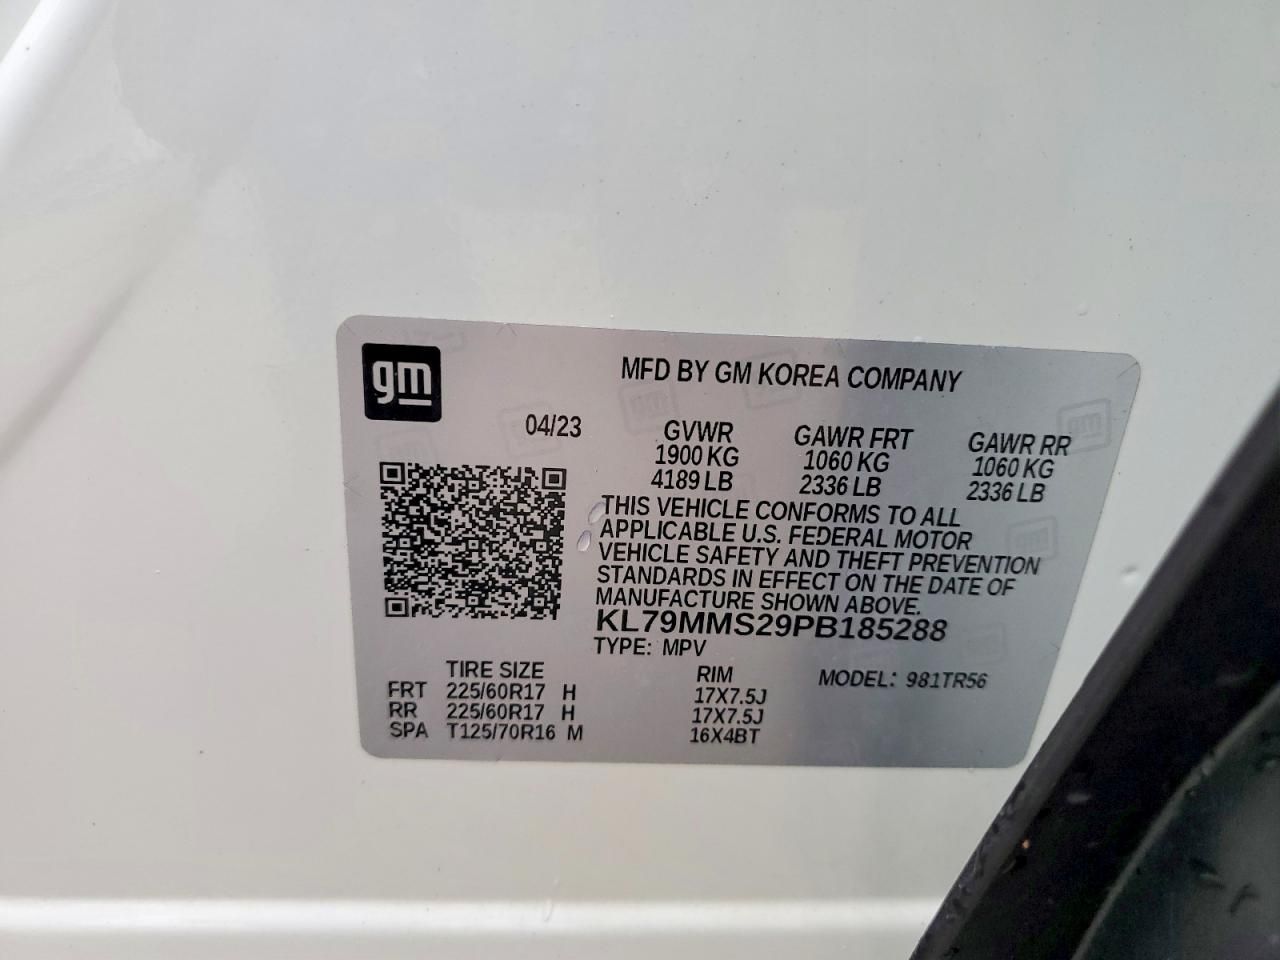 gm
MFD BY GM KOREA COMPANY
04/23
GVWR GAWR FRT GAWR RR
1900 KG 1060 KG 1060 KG
4189 LB 2336 LB 2336 LB
THIS VEHICLE CONFORMS TO ALL
APPLICABLE U.S. FEDERAL MOTOR
VEHICLE SAFETY AND THEFT PREVENTION
STANDARDS IN EFFECT ON THE DATE OF
MANUFACTURE SHOWN ABOVE.
KL79MMS29PB185288
TYPE: MPV
TIRE SIZE RIM MODEL: 981TR56
FRT 225/60R17 H 17X7.5J
RR 225/60R17 H 17X7.5J
SPA T125/70R16 M 16X4BT